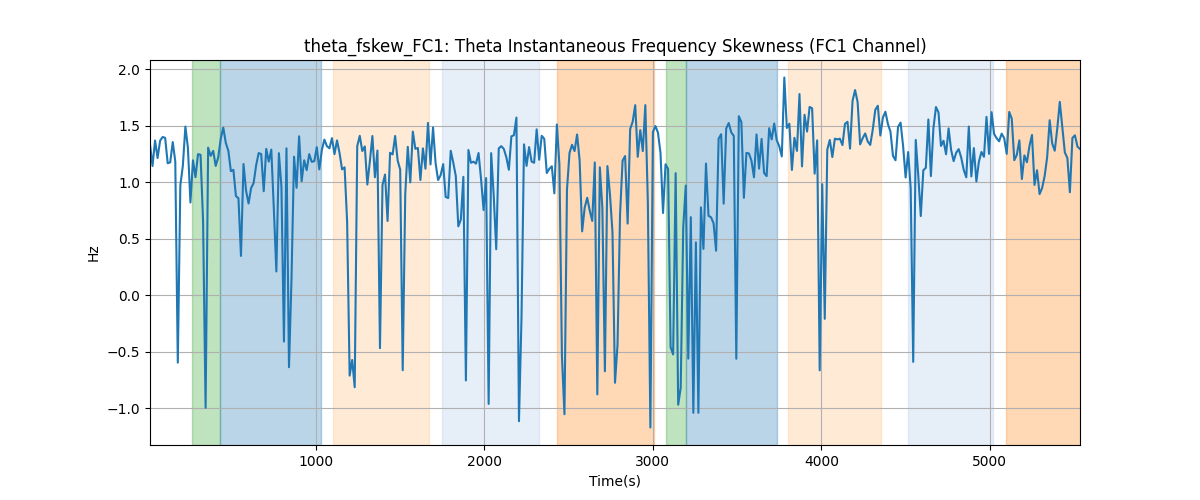 theta_fskew_FC1: Theta Instantaneous Frequency Skewness (FC1 Channel)
2.0
1.5
1.0
0.5
0.0
−0.5
−1.0
Hz
1000 2000 3000 4000 5000
Time(s)